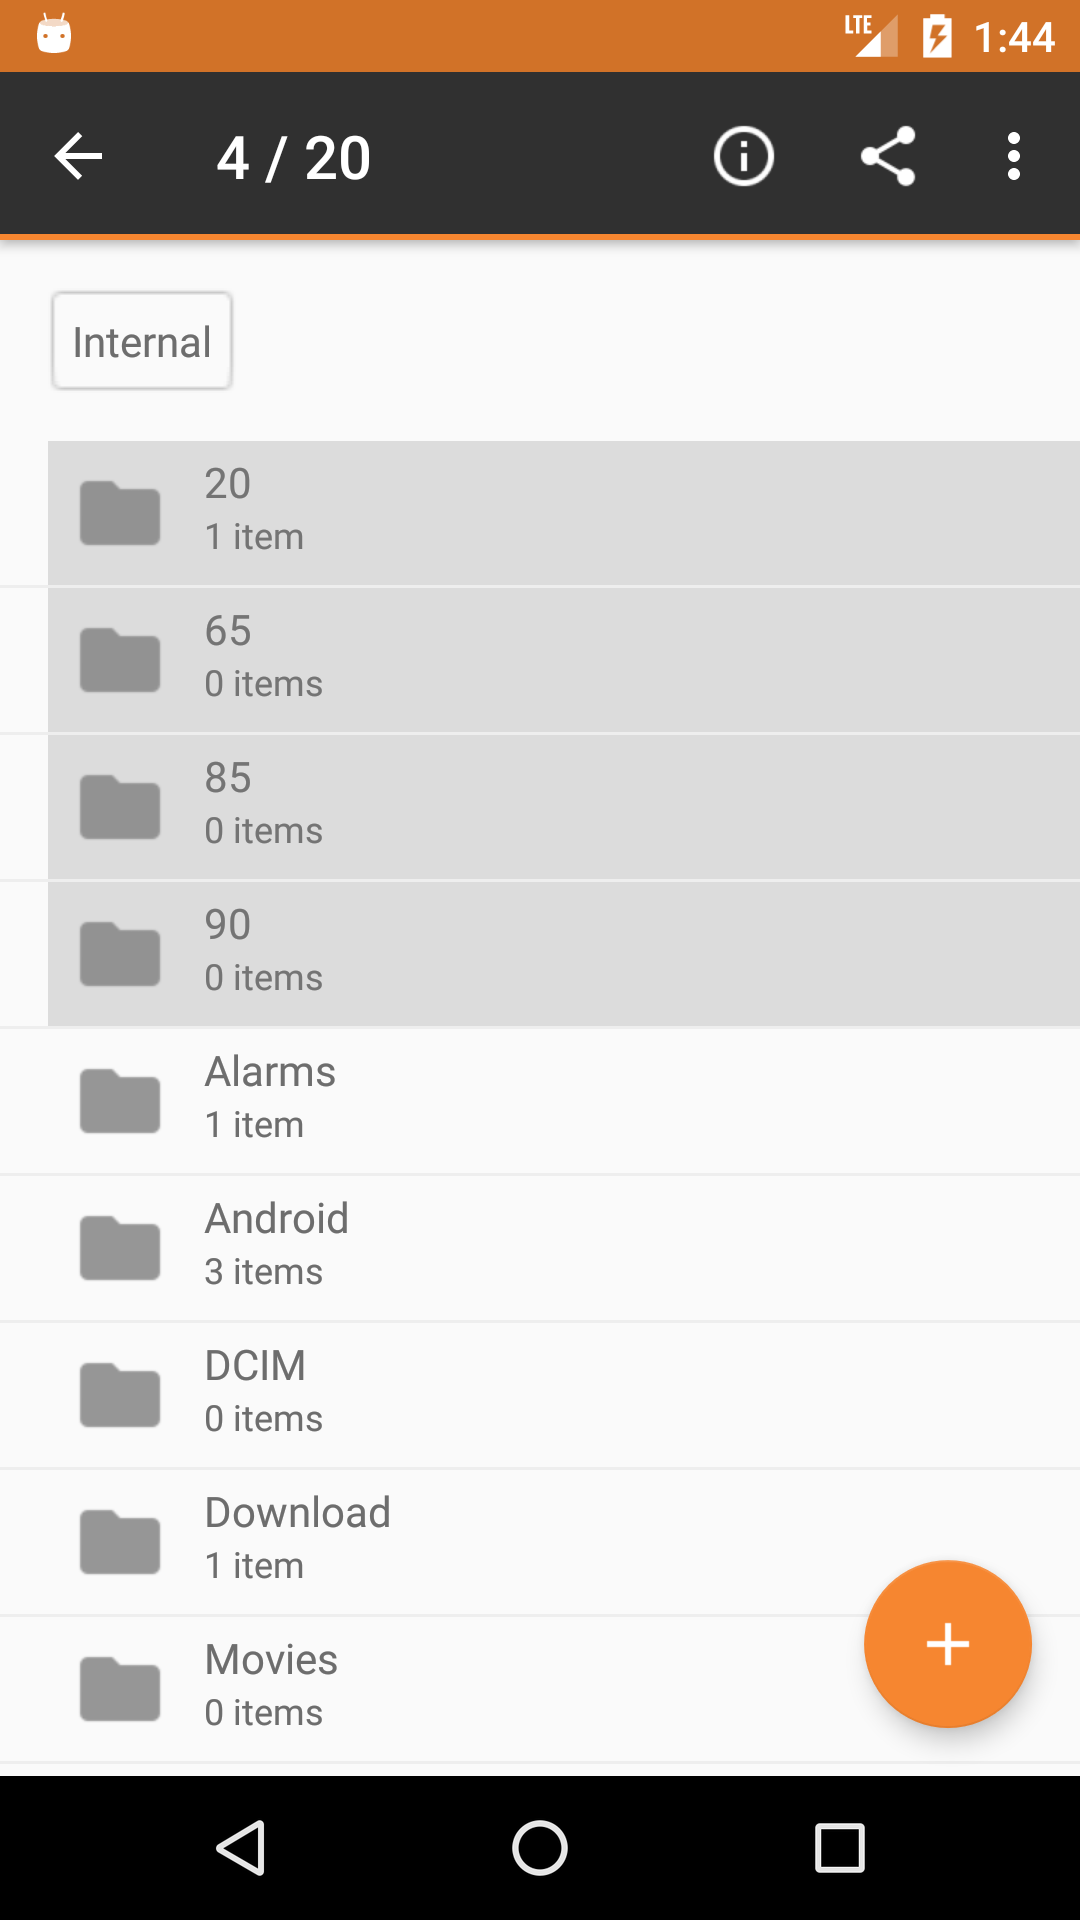 LTE 1:44
4 / 20
Internal
20
1 item
65
0 items
85
0 items
90
0 items
Alarms
1 item
Android
3 items
DCIM
0 items
Download
1 item
Movies
0 items